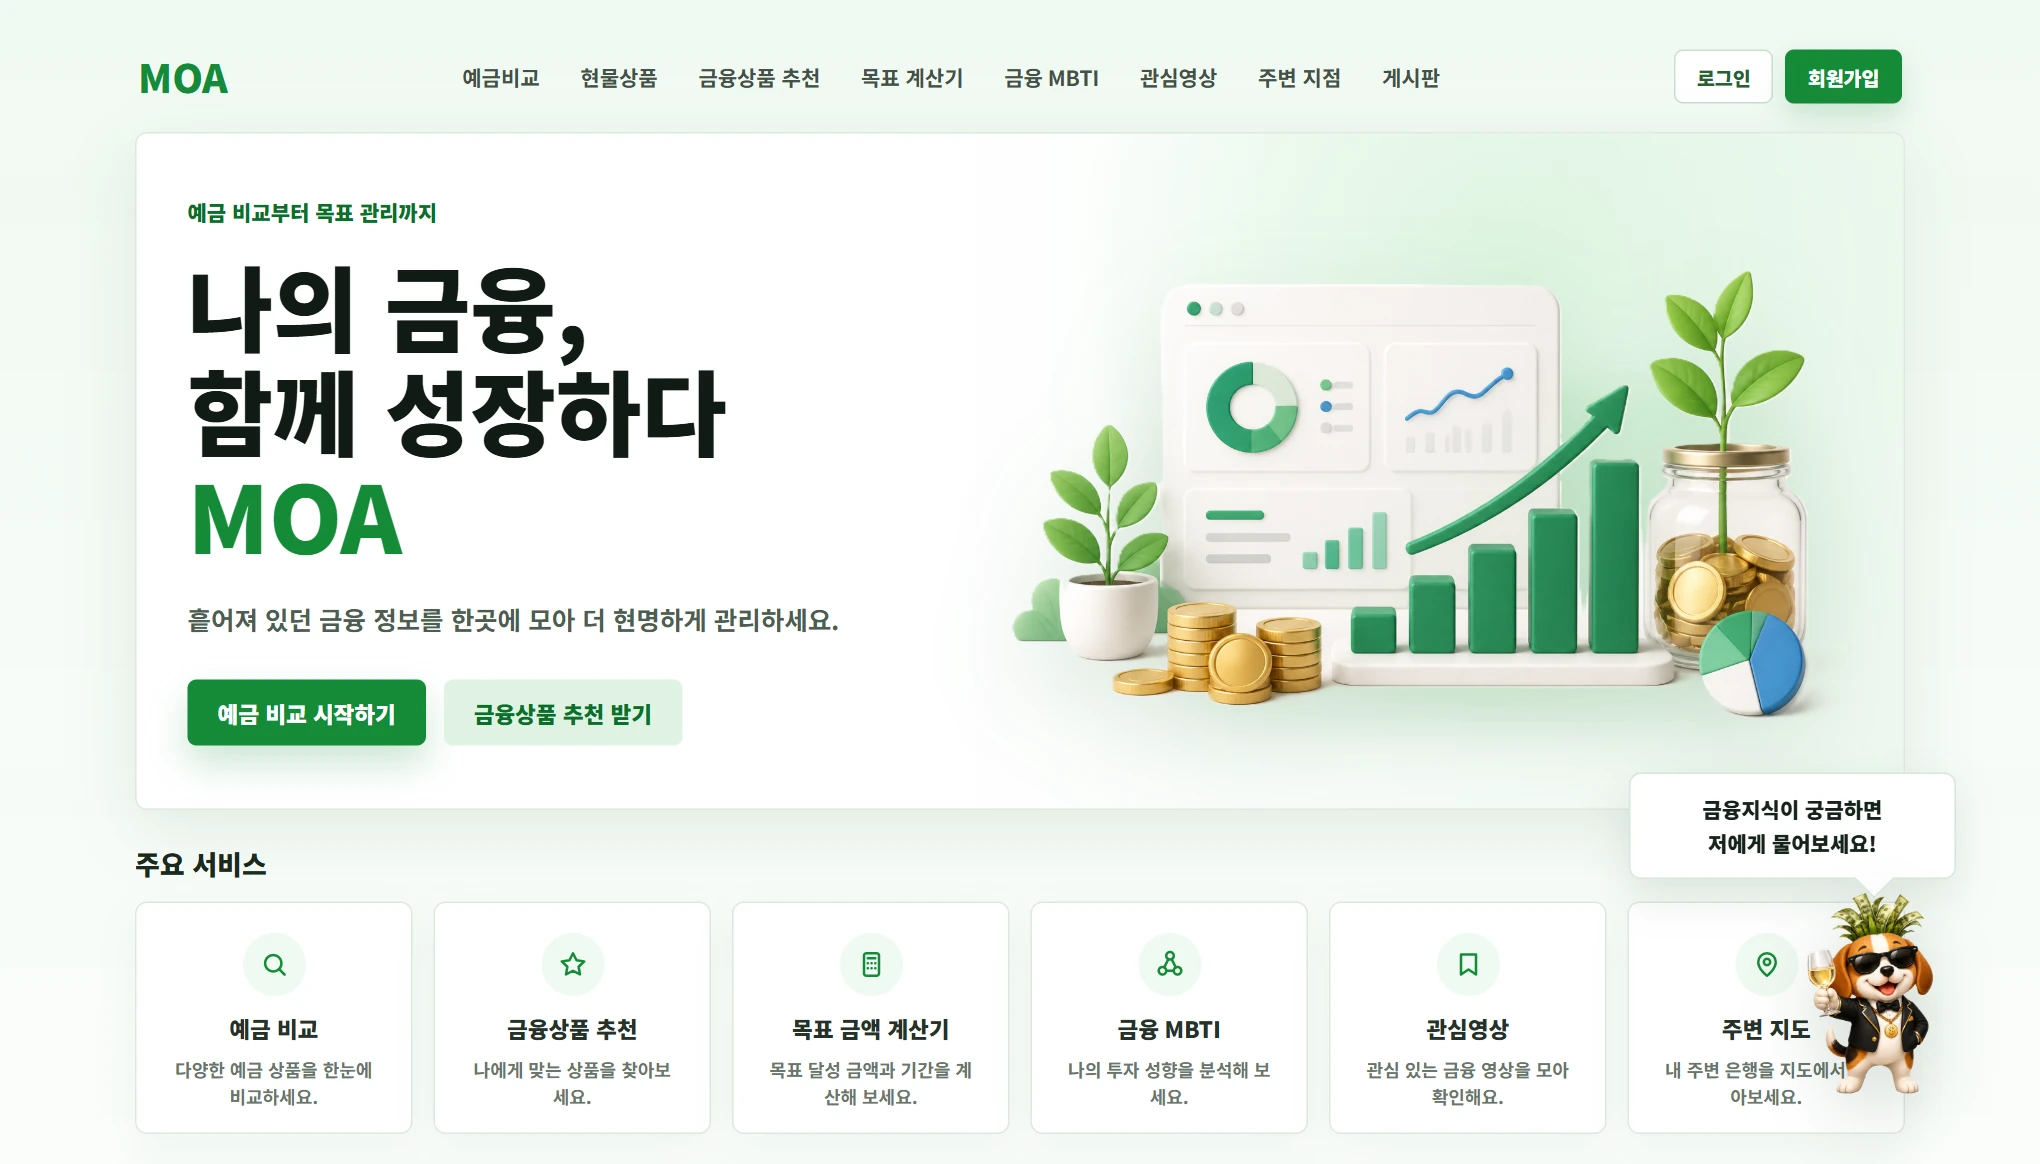 MOA
예금비교 현물상품 금융상품 추천 목표 계산기 금융 MBTI 관심영상 주변 지점 게시판
로그인 회원가입
예금 비교부터 목표 관리까지
나의 금융,
함께 성장하다
MOA
흩어져 있던 금융 정보를 한곳에 모아 더 현명하게 관리하세요.
예금 비교 시작하기 금융상품 추천 받기
금융지식이 궁금하면
저에게 물어보세요!
주요 서비스
예금 비교
다양한 예금 상품을 한눈에
비교하세요.
금융상품 추천
나에게 맞는 상품을 찾아보
세요.
목표 금액 계산기
목표 달성 금액과 기간을 계
산해 보세요.
금융 MBTI
나의 투자 성향을 분석해 보
세요.
관심영상
관심 있는 금융 영상을 모아
확인해요.
주변 지도
내 주변 은행을 지도에서
아보세요.